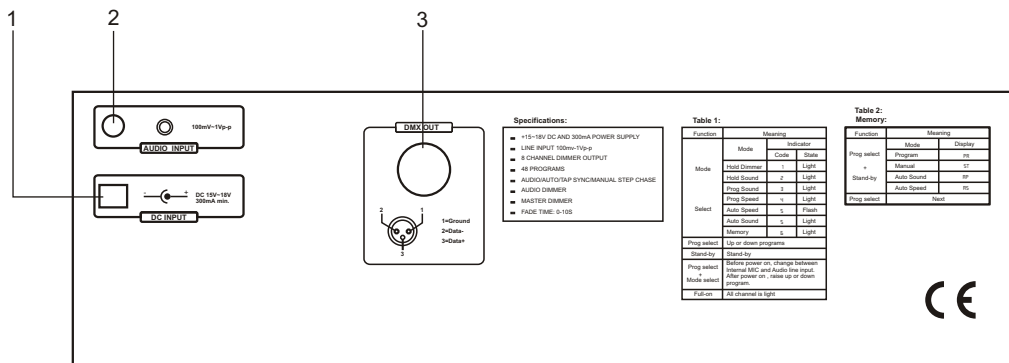 1
2
3
100mV~1Vp-p
AUDIO INPUT
- +
DC 15V~18V
300mA min.
DC INPUT
DMX OUT
2 1
3
1=Ground
2=Data-
3=Data+
Specifications:
+15~18V DC AND 300mA POWER SUPPLY
LINE INPUT 100mv-1Vp-p
8 CHANNEL DIMMER OUTPUT
48 PROGRAMS
AUDIO/AUTO/TAP SYNC/MANUAL STEP CHASE
AUDIO DIMMER
MASTER DIMMER
FADE TIME: 0-10S
Table 1:
Function Meaning
Mode Indicator
Code State
Mode
Select
Hold Dimmer 1 Light
Hold Sound 2 Light
Prog Sound 3 Light
Prog Speed 4 Light
Auto Speed 5 Flash
Auto Sound 5 Light
Memory 6 Light
Prog select Up or down programs
Stand-by Stand-by
Prog select
+
Mode select
Before power on, change between
Internal MIC and Audio line input.
After power on , raise up or down
program.
Full-on All channel is light
Table 2:
Memory:
Function Meaning
Mode Display
Prog select
+
Stand-by
Program PR
Manual ST
Auto Sound RP
Auto Speed RS
Prog select Next
CE